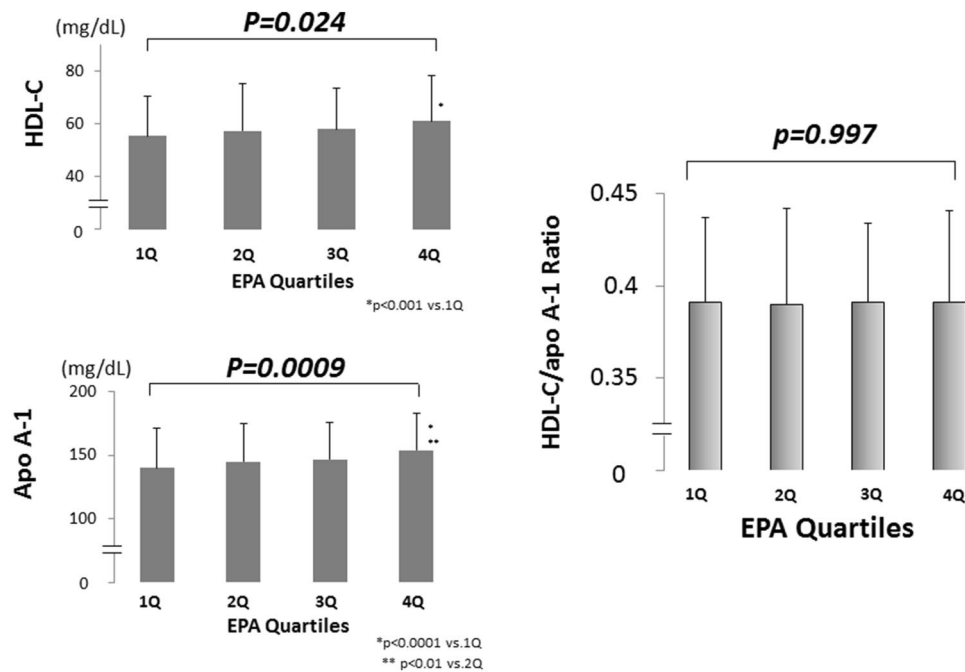 P=0.024
(mg/dL)
HDL-C
80
60
40
0
1Q 2Q 3Q 4Q
*
EPA Quartiles
*p<0.001 vs.1Q
P=0.0009
(mg/dL)
Apo A-1
200
150
100
0
1Q 2Q 3Q 4Q
*
**
EPA Quartiles
*p<0.0001 vs.1Q
** p<0.01 vs.2Q
p=0.997
HDL-C/apo A-1 Ratio
0.45
0.4
0.35
0
1Q 2Q 3Q 4Q
EPA Quartiles